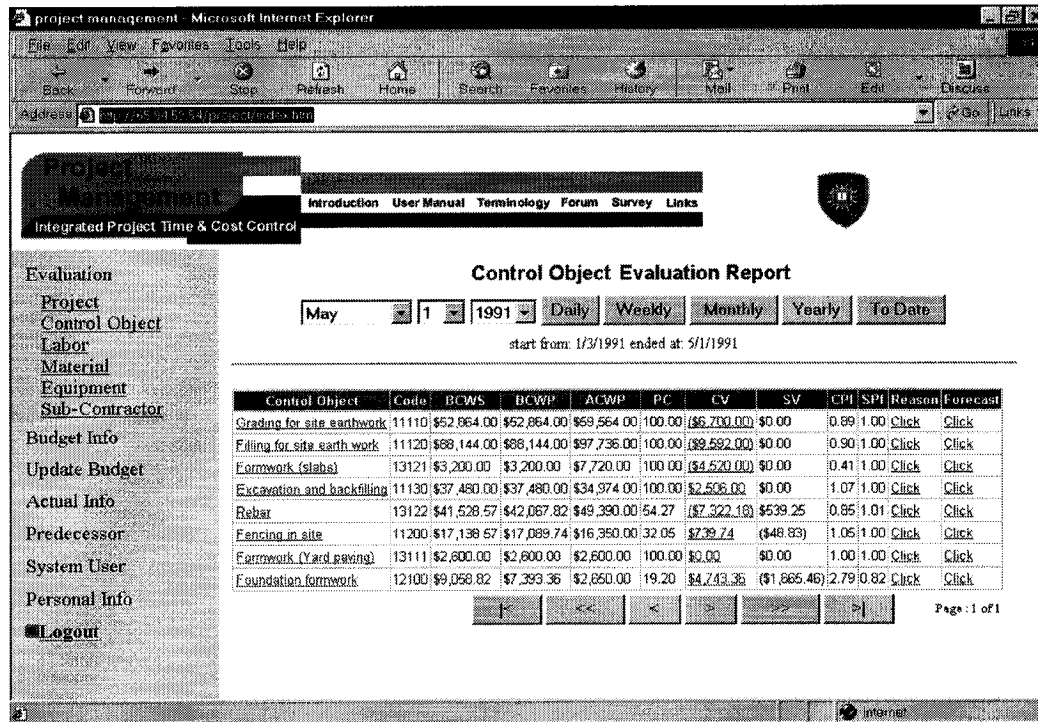 project management - Microsoft Internet Explorer
File Edit View Favorites Tools Help
Back Forward Stop Refresh Home Search Favorites History Mail Print Edit Discuss
Address Go Links
Project
Management
Integrated Project Time & Cost Control
Introduction User Manual Terminology Forum Survey Links
Evaluation
Project
Control Object
Labor
Material
Equipment
Sub-Contractor
Budget Info
Update Budget
Actual Info
Predecessor
System User
Personal Info
Logout
Control Object Evaluation Report
May 1 1991 Daily Weekly Monthly Yearly To Date
start from: 1/3/1991 ended at: 5/1/1991
Control Object Code BCWS BCWP ACWP PC CV SV CPI SPI Reason Forecast
Grading for site earthwork 11110 $52,864.00 $52,864.00 $59,564.00 100.00 ($6,700.00) $0.00 0.89 1.00 Click Click
Filling for site earth work 11120 $88,144.00 $88,144.00 $97,736.00 100.00 ($9,592.00) $0.00 0.90 1.00 Click Click
Formwork (slabs) 13121 $3,200.00 $3,200.00 $7,720.00 100.00 ($4,520.00) $0.00 0.41 1.00 Click Click
Excavation and backfilling 11130 $37,480.00 $37,480.00 $34,974.00 100.00 $2,506.00 $0.00 1.07 1.00 Click Click
Rebar 13122 $41,528.57 $42,067.82 $49,390.00 54.27 ($7,322.18) $539.25 0.85 1.01 Click Click
Fencing in site 11200 $17,138.57 $17,089.74 $16,350.00 32.05 $739.74 ($48.83) 1.05 1.00 Click Click
Formwork (Yard paving) 13111 $2,600.00 $2,600.00 $2,600.00 100.00 $0.00 $0.00 1.00 1.00 Click Click
Foundation formwork 12100 $9,058.82 $7,393.36 $2,650.00 19.20 $4,743.36 ($1,665.46) 2.79 0.82 Click Click
|< << < > >> >| Page : 1 of 1
Internet